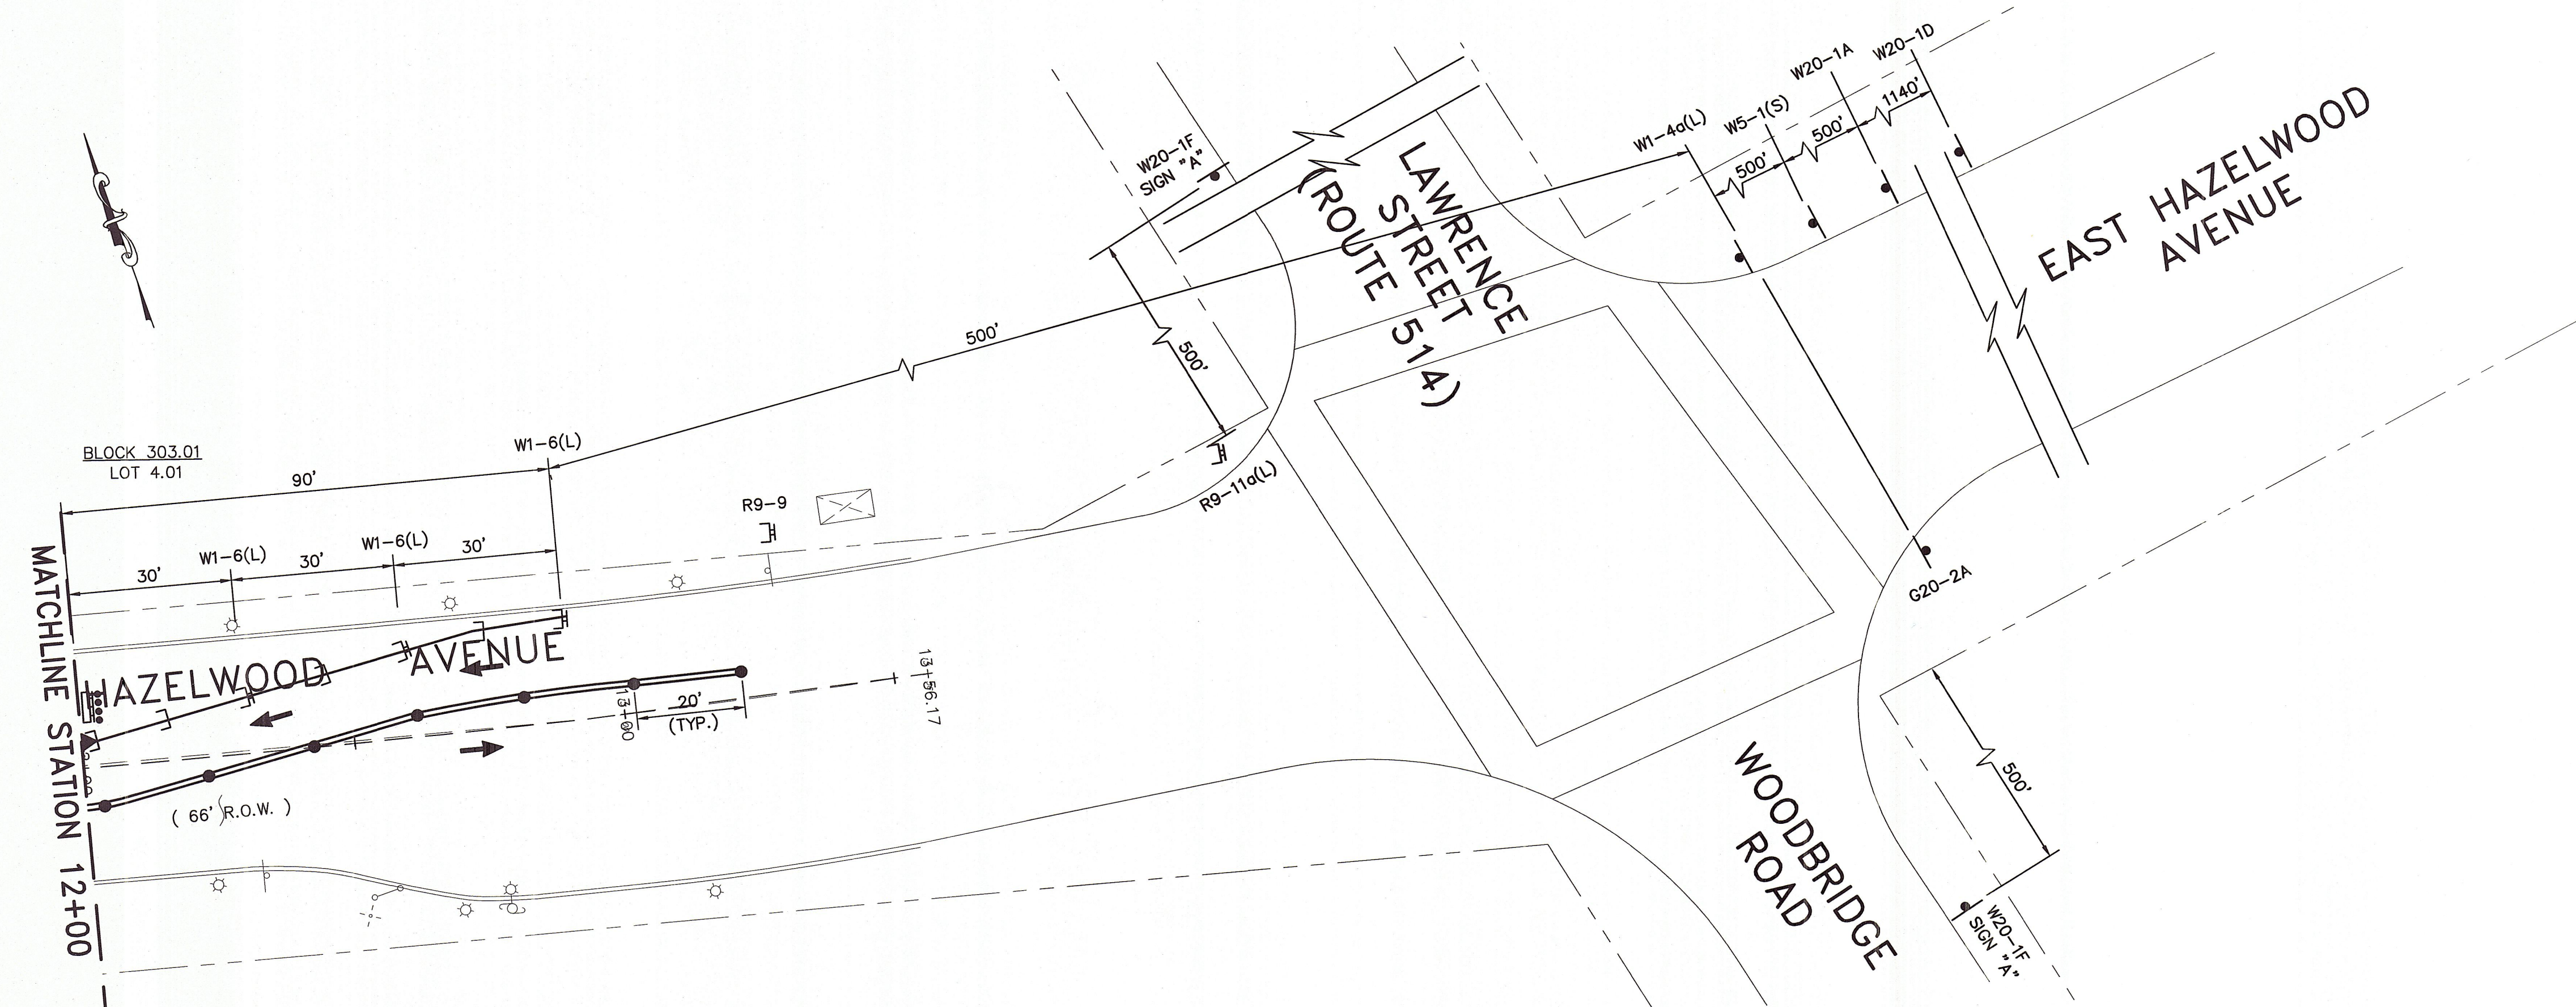 W20-1D
W20-1A
W5-1(S)
W1-4a(L)
1140'
500'
500'
EAST HAZELWOOD
AVENUE
W20-1F
SIGN "A"
LAWRENCE
STREET
(ROUTE 514)
500'
500'
BLOCK 303.01
LOT 4.01
W1-6(L)
90'
R9-11a(L)
R9-9
W1-6(L)
W1-6(L)
30'
30'
30'
G20-2A
MATCHLINE STATION 12+00
HAZELWOOD AVENUE
13+00
20'
(TYP.)
13+56.17
( 66' R.O.W. )
WOODBRIDGE
ROAD
500'
W20-1F
SIGN "A"